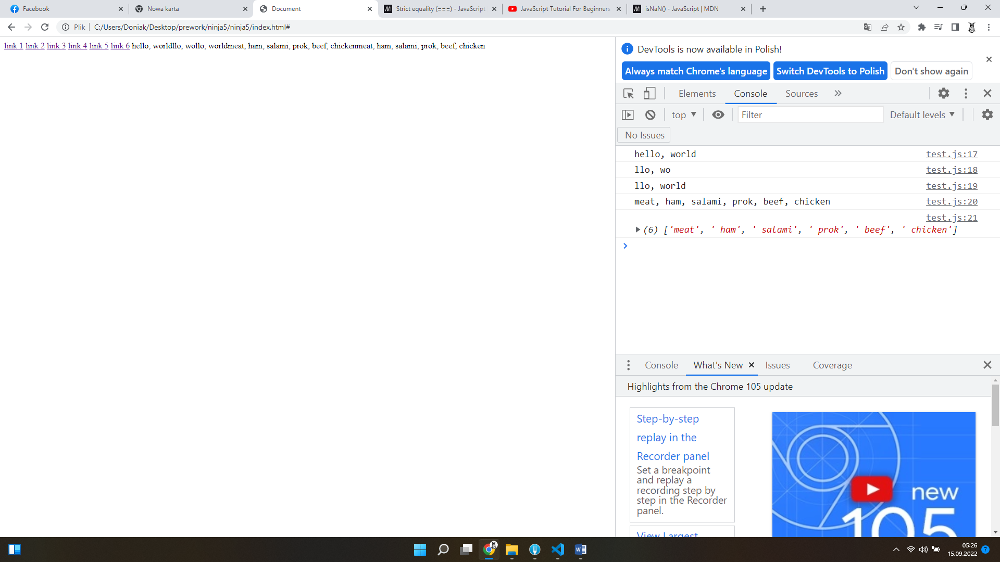 Facebook
Nowa karta
Document
Strict equality (===) - JavaScript
JavaScript Tutorial For Beginners
isNaN() - JavaScript | MDN
Plik
C:/Users/Doniak/Desktop/prework/ninja5/ninja5/index.html#
link 1 link 2 link 3 link 4 link 5 link 6 hello, worldllo, wollo, worldmeat, ham, salami, prok, beef, chickenmeat, ham, salami, prok, beef, chicken
DevTools is now available in Polish!
Always match Chrome's language
Switch DevTools to Polish
Don't show again
Elements
Console
Sources
top
Filter
Default levels
No Issues
hello, world test.js:17
llo, wo test.js:18
llo, world test.js:19
meat, ham, salami, prok, beef, chicken test.js:20
test.js:21
(6) ['meat', ' ham', ' salami', ' prok', ' beef', ' chicken']
Console
What's New
Issues
Coverage
Highlights from the Chrome 105 update
Step-by-step
replay in the
Recorder panel
Set a breakpoint
and replay a
recording step by
step in the Recorder
panel.
View Largest
new
105
05:26
15.09.2022
7